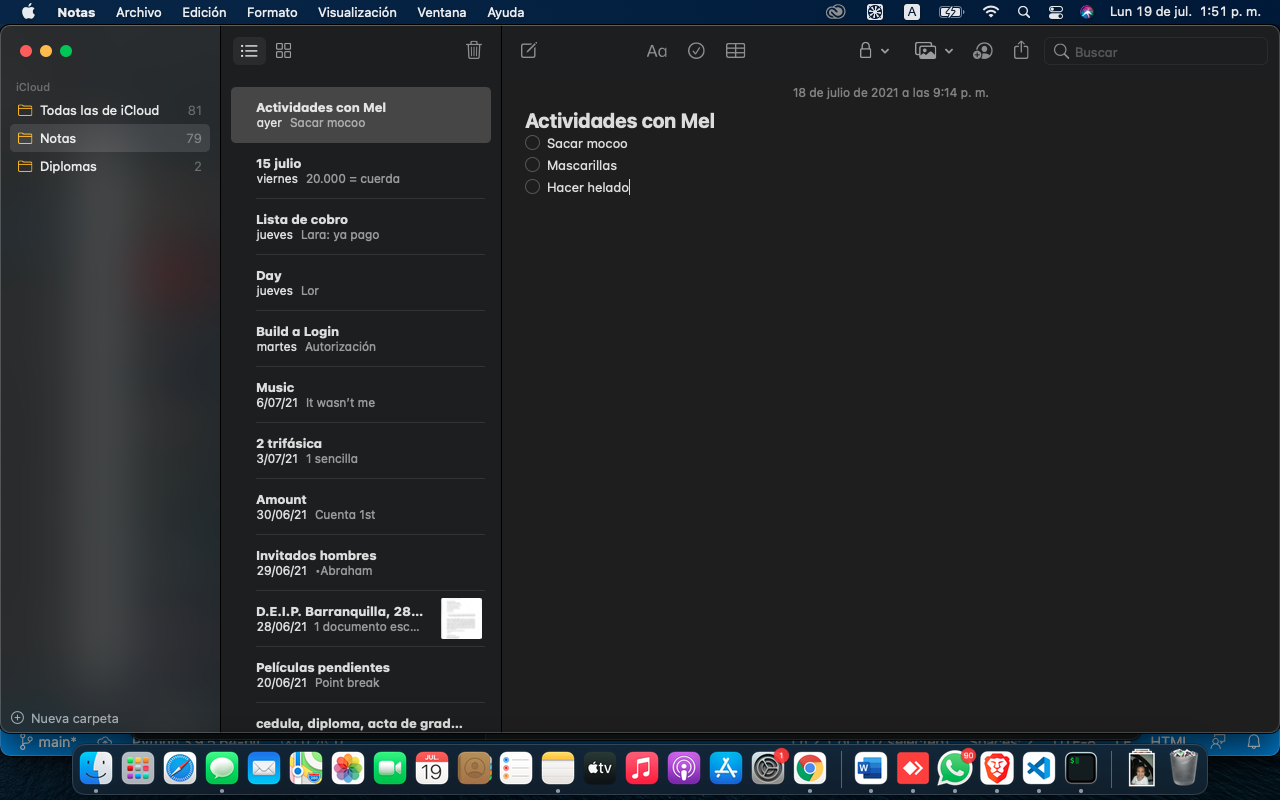 Notas Archivo Edición Formato Visualización Ventana Ayuda A Lun 19 de jul. 1:51 p. m.
iCloud
Todas las de iCloud 81
Notas 79
Diplomas 2
Nueva carpeta
Actividades con Mel
ayer Sacar mocoo
15 julio
viernes 20.000 = cuerda
Lista de cobro
jueves Lara: ya pago
Day
jueves Lor
Build a Login
martes Autorización
Music
6/07/21 It wasn't me
2 trifásica
3/07/21 1 sencilla
Amount
30/06/21 Cuenta 1st
Invitados hombres
29/06/21 •Abraham
D.E.I.P. Barranquilla, 28...
28/06/21 1 documento esc...
Películas pendientes
20/06/21 Point break
cedula, diploma, acta de grad...
Aa Buscar
18 de julio de 2021 a las 9:14 p. m.
Actividades con Mel
Sacar mocoo
Mascarillas
Hacer helado
main* HTML
JUL. 19 tv 1 W 90 $